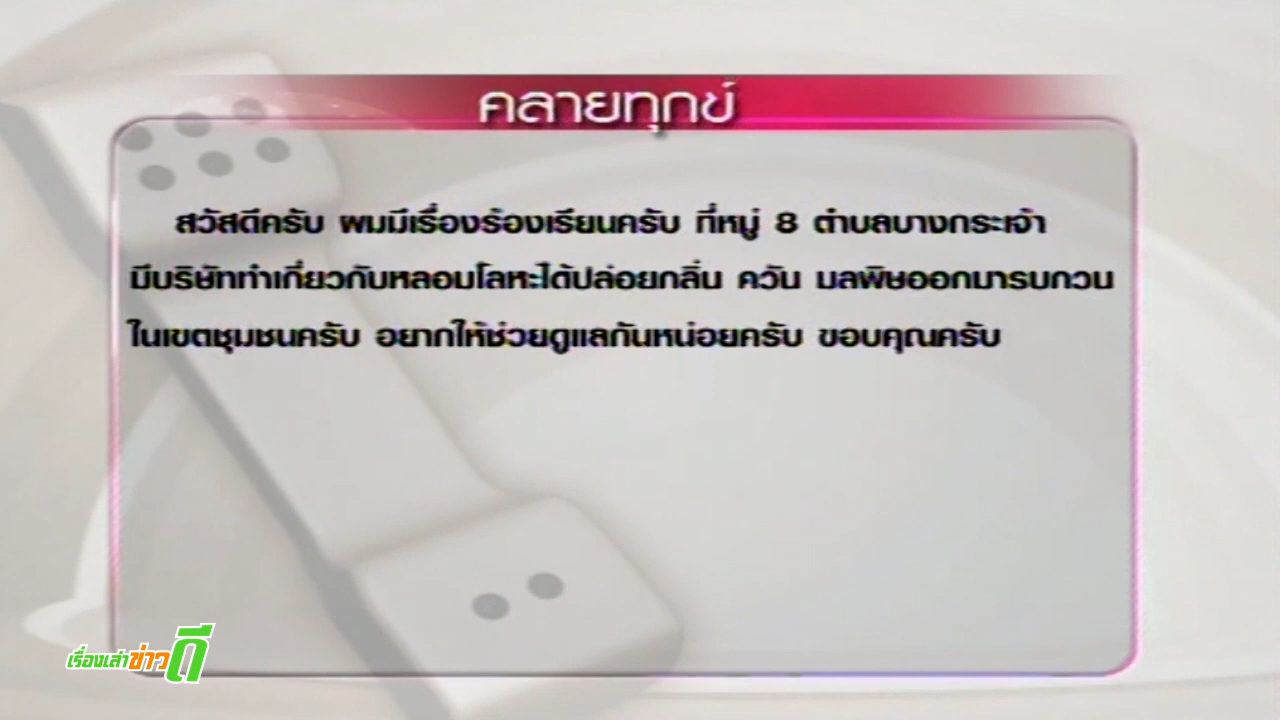 คลายทุกข์
สวัสดีครับ ผมมีเรื่องร้องเรียนครับ ที่หมู่ 8 ตำบลบางกระเจ้า
มีบริษัททำเกี่ยวกับหลอมโลหะได้ปล่อยกลิ่น ควัน มลพิษออกมารบกวน
ในเขตชุมชนครับ อยากให้ช่วยดูแลกันหน่อยครับ ขอบคุณครับ
เรื่องเล่าข่าวดี